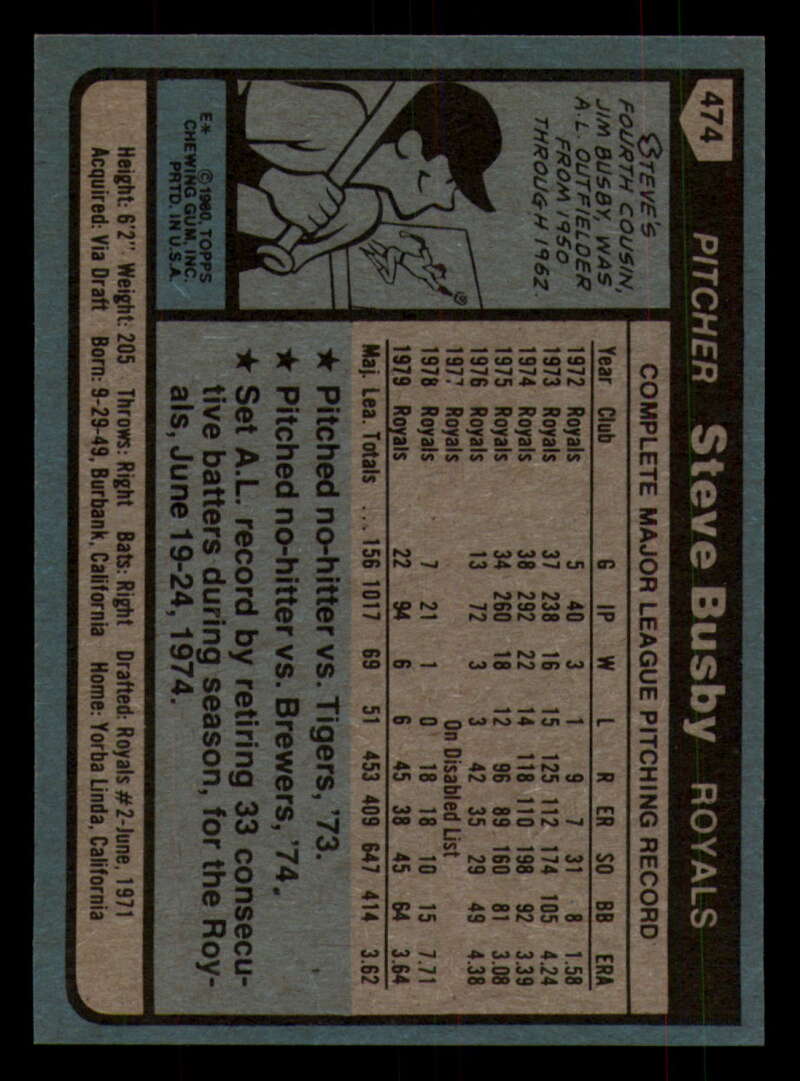 474
PITCHER Steve Busby ROYALS
STEVE'S
FOURTH COUSIN,
JIM BUSBY, WAS
A.L. OUTFIELDER
FROM 1950
THROUGH 1962.
E* © 1980 TOPPS
CHEWING GUM, INC.
PRTD. IN U.S.A.
COMPLETE MAJOR LEAGUE PITCHING RECORD
Year Club G IP W L R ER SO BB ERA
1972 Royals 5 40 3 1 9 7 31 8 1.58
1973 Royals 37 238 16 15 125 112 174 105 4.24
1974 Royals 38 292 22 14 118 110 198 92 3.39
1975 Royals 34 260 18 12 96 89 160 81 3.08
1976 Royals 13 72 3 3 42 35 29 49 4.38
1977 Royals On Disabled List
1978 Royals 7 21 1 0 18 18 10 15 7.71
1979 Royals 22 94 6 6 45 38 45 64 3.64
Maj. Lea. Totals ... 156 1017 69 51 453 409 647 414 3.62
★ Pitched no-hitter vs. Tigers, '73.
★ Pitched no-hitter vs. Brewers, '74.
★ Set A.L. record by retiring 33 consecu-
tive batters during season, for the Roy-
als, June 19-24, 1974.
Height: 6'2" Weight: 205 Throws: Right Bats: Right Drafted: Royals #2-June, 1971
Acquired: Via Draft Born: 9-29-49, Burbank, California Home: Yorba Linda, California